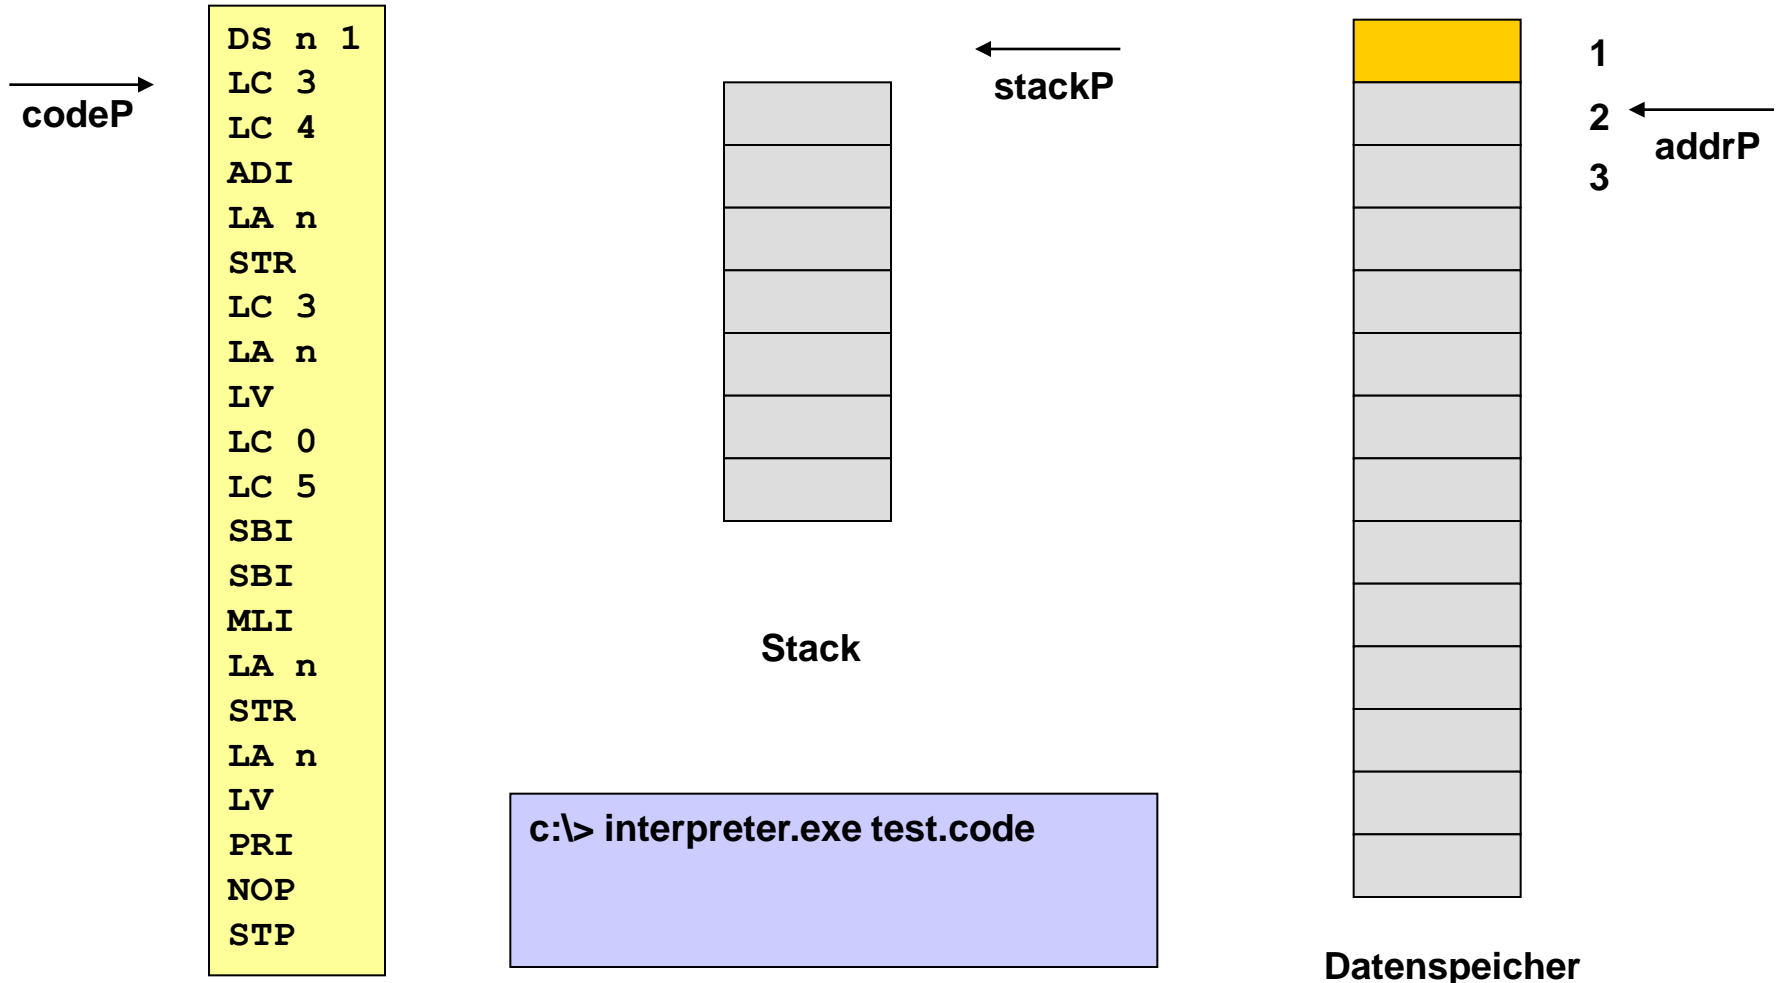 codeP
DS n 1
LC 3
LC 4
ADI
LA n
STR
LC 3
LA n
LV
LC 0
LC 5
SBI
SBI
MLI
LA n
STR
LA n
LV
PRI
NOP
STP
stackP
Stack
c:\> interpreter.exe test.code
1
2
3
addrP
Datenspeicher